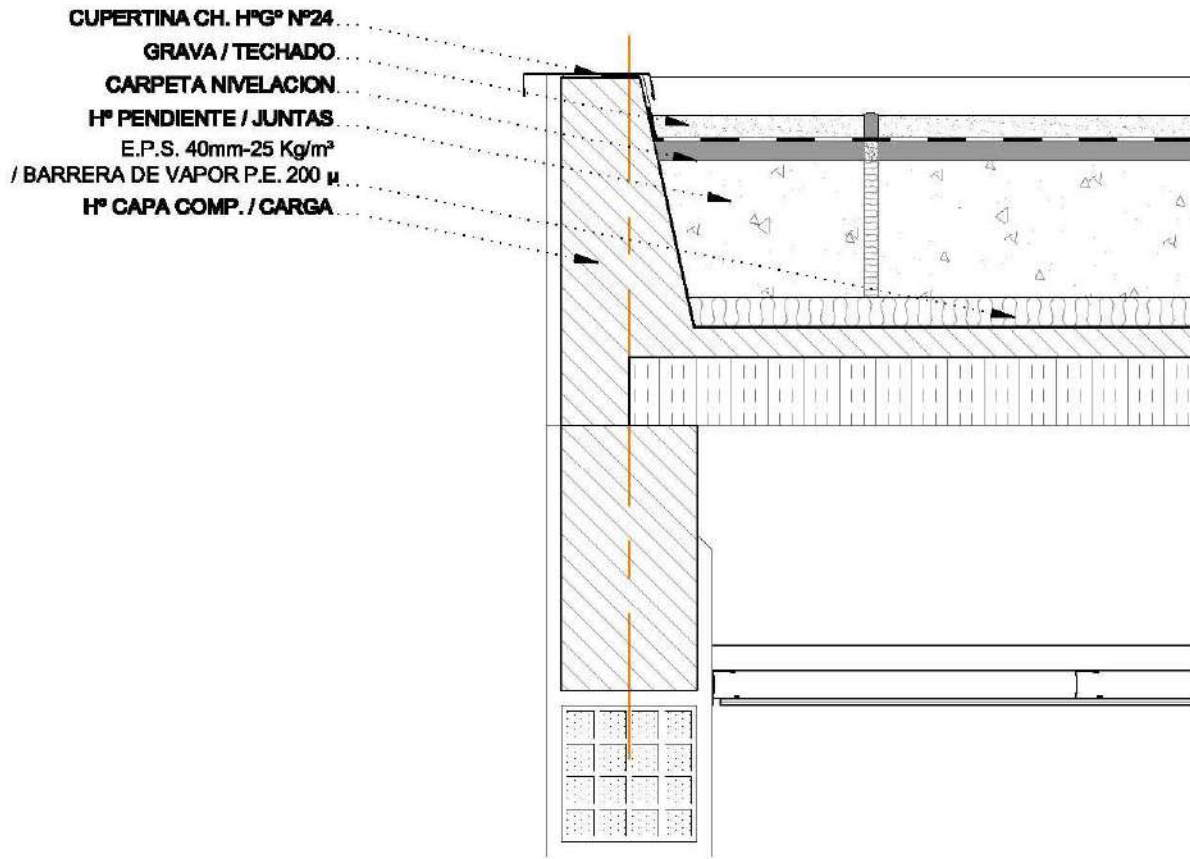 CUPERTINA CH. HºGº Nº24
GRAVA / TECHADO
CARPETA NIVELACION
Hº PENDIENTE / JUNTAS
E.P.S. 40mm-25 Kg/m³
/ BARRERA DE VAPOR P.E. 200 µ
Hº CAPA COMP. / CARGA